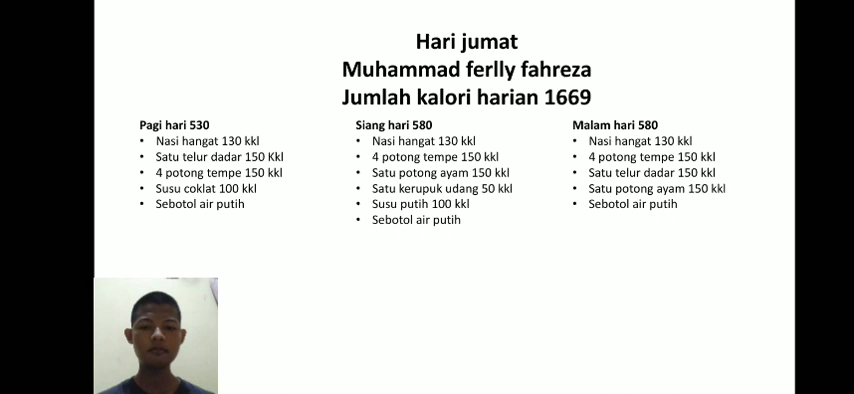 Hari jumat
Muhammad ferlly fahreza
Jumlah kalori harian 1669
Pagi hari 530
• Nasi hangat 130 kkl
• Satu telur dadar 150 Kkl
• 4 potong tempe 150 kkl
• Susu coklat 100 kkl
• Sebotol air putih
Siang hari 580
• Nasi hangat 130 kkl
• 4 potong tempe 150 kkl
• Satu potong ayam 150 kkl
• Satu kerupuk udang 50 kkl
• Susu putih 100 kkl
• Sebotol air putih
Malam hari 580
• Nasi hangat 130 kkl
• 4 potong tempe 150 kkl
• Satu telur dadar 150 kkl
• Satu potong ayam 150 kkl
• Sebotol air putih